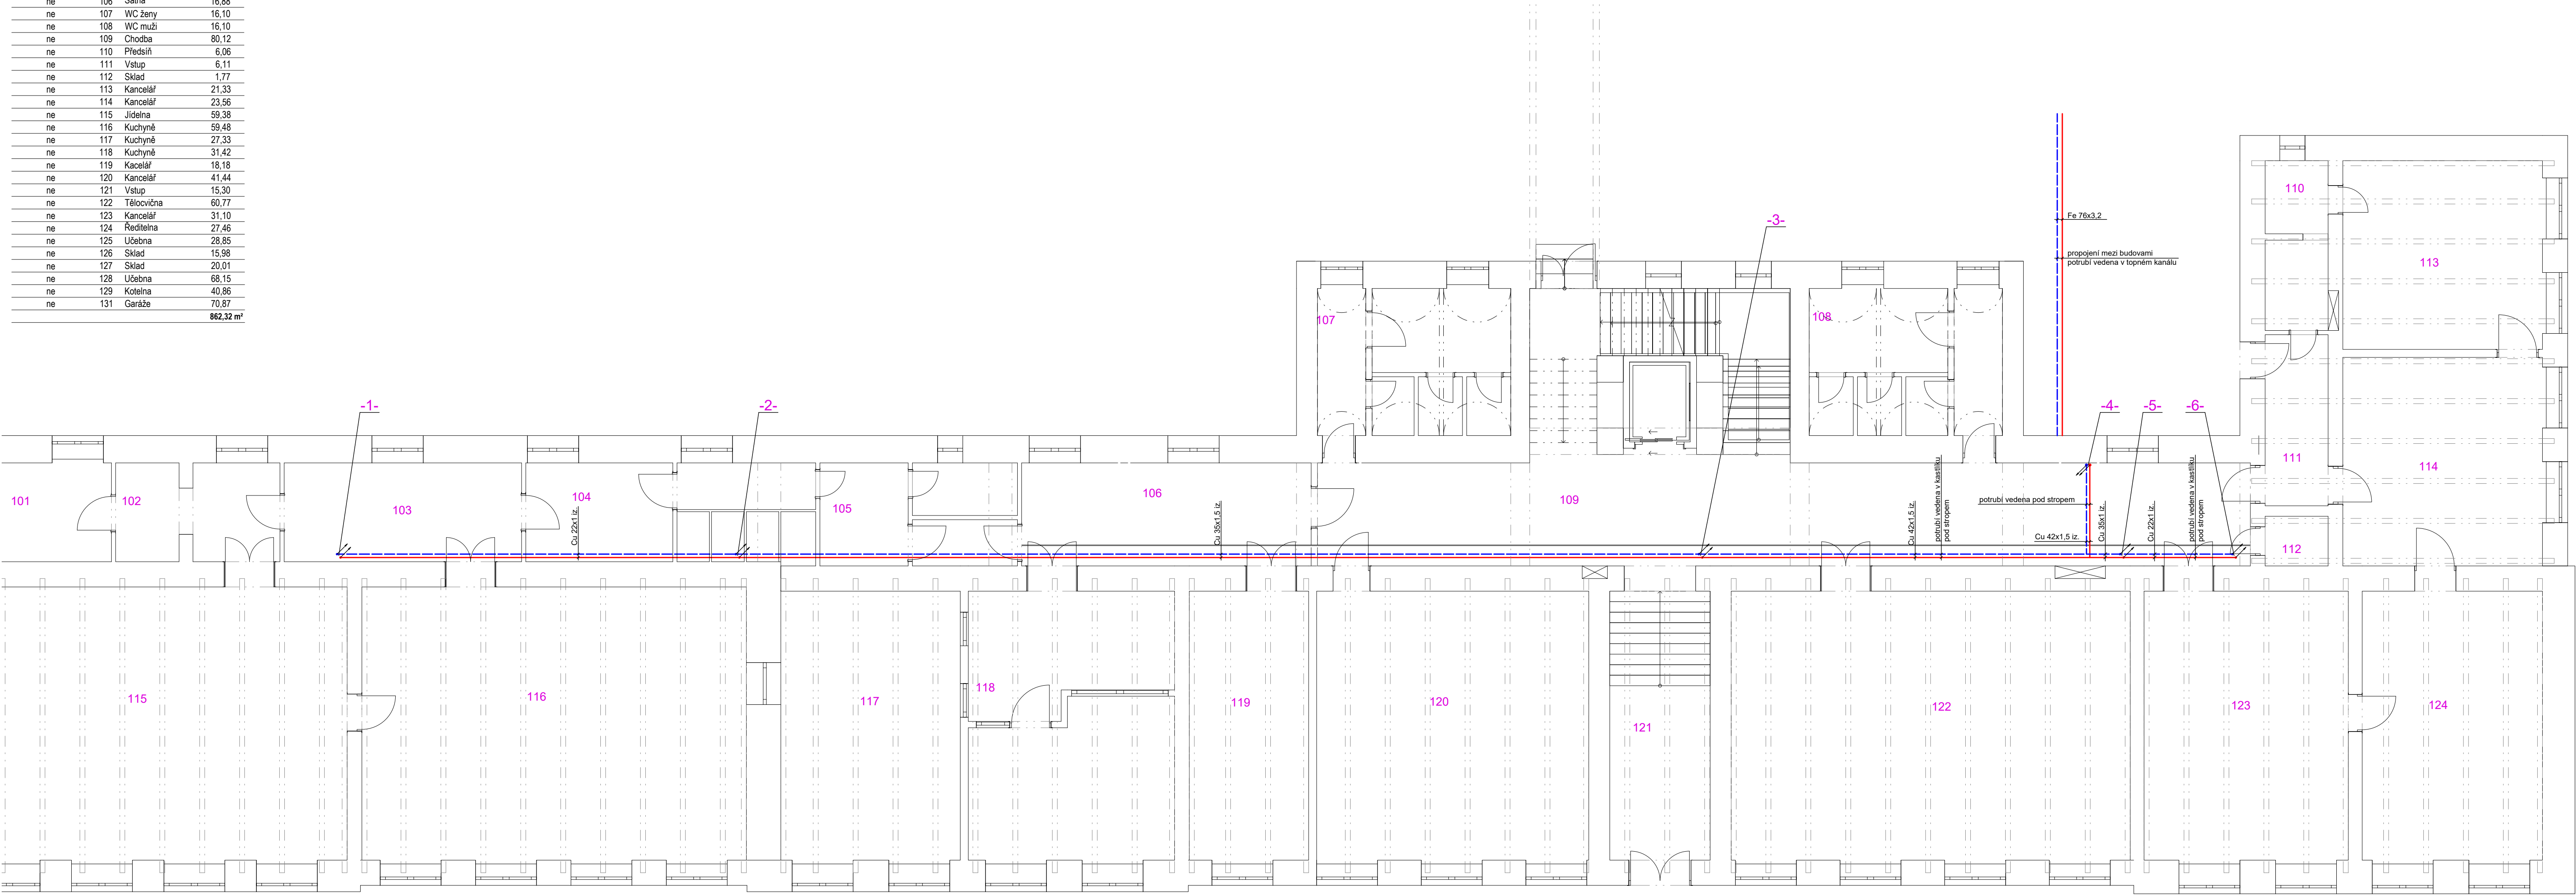 ne 106 Šatna 16,88
ne 107 WC ženy 16,10
ne 108 WC muži 16,10
ne 109 Chodba 80,12
ne 110 Předsíň 6,06
ne 111 Vstup 6,11
ne 112 Sklad 1,77
ne 113 Kancelář 21,33
ne 114 Kancelář 23,56
ne 115 Jídelna 59,38
ne 116 Kuchyně 59,48
ne 117 Kuchyně 27,33
ne 118 Kuchyně 31,42
ne 119 Kacelář 18,18
ne 120 Kancelář 41,44
ne 121 Vstup 15,30
ne 122 Tělocvična 60,77
ne 123 Kancelář 31,10
ne 124 Ředitelna 27,46
ne 125 Učebna 28,85
ne 126 Sklad 15,98
ne 127 Sklad 20,01
ne 128 Učebna 68,15
ne 129 Kotelna 40,86
ne 131 Garáže 70,87
862,32 m²
110
-3-
Fe 76x3,2
propojení mezi budovami
potrubí vedena v topném kanálu
113
107
108
-1-
-2-
-4-
-5-
-6-
101
102
103
104
105
106
109
111
114
112
Cu 22x1 iz.
Cu 35x1,5 iz.
Cu 42x1,5 iz.
potrubí vedena v kastlíku
pod stropem
potrubí vedena pod stropem
Cu 42x1,5 iz.
Cu 35x1 iz.
Cu 22x1 iz.
potrubí vedena v kastlíku
pod stropem
115
116
117
118
119
120
121
122
123
124